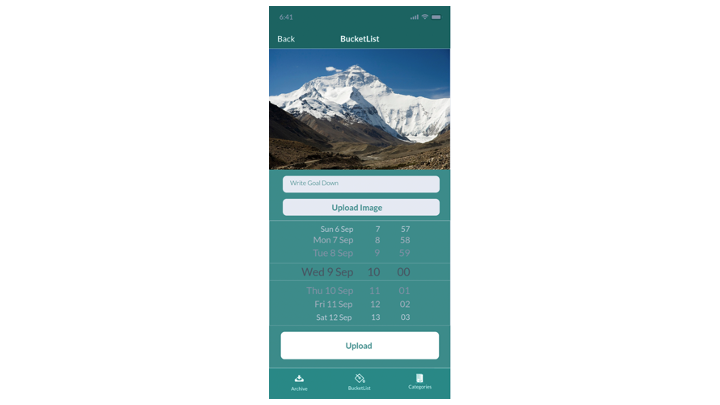 6:41
Back BucketList
Write Goal Down
Upload Image
Sun 6 Sep 7 57
Mon 7 Sep 8 58
Tue 8 Sep 9 59
Wed 9 Sep 10 00
Thu 10 Sep 11 01
Fri 11 Sep 12 02
Sat 12 Sep 13 03
Upload
Archive BucketList Categories